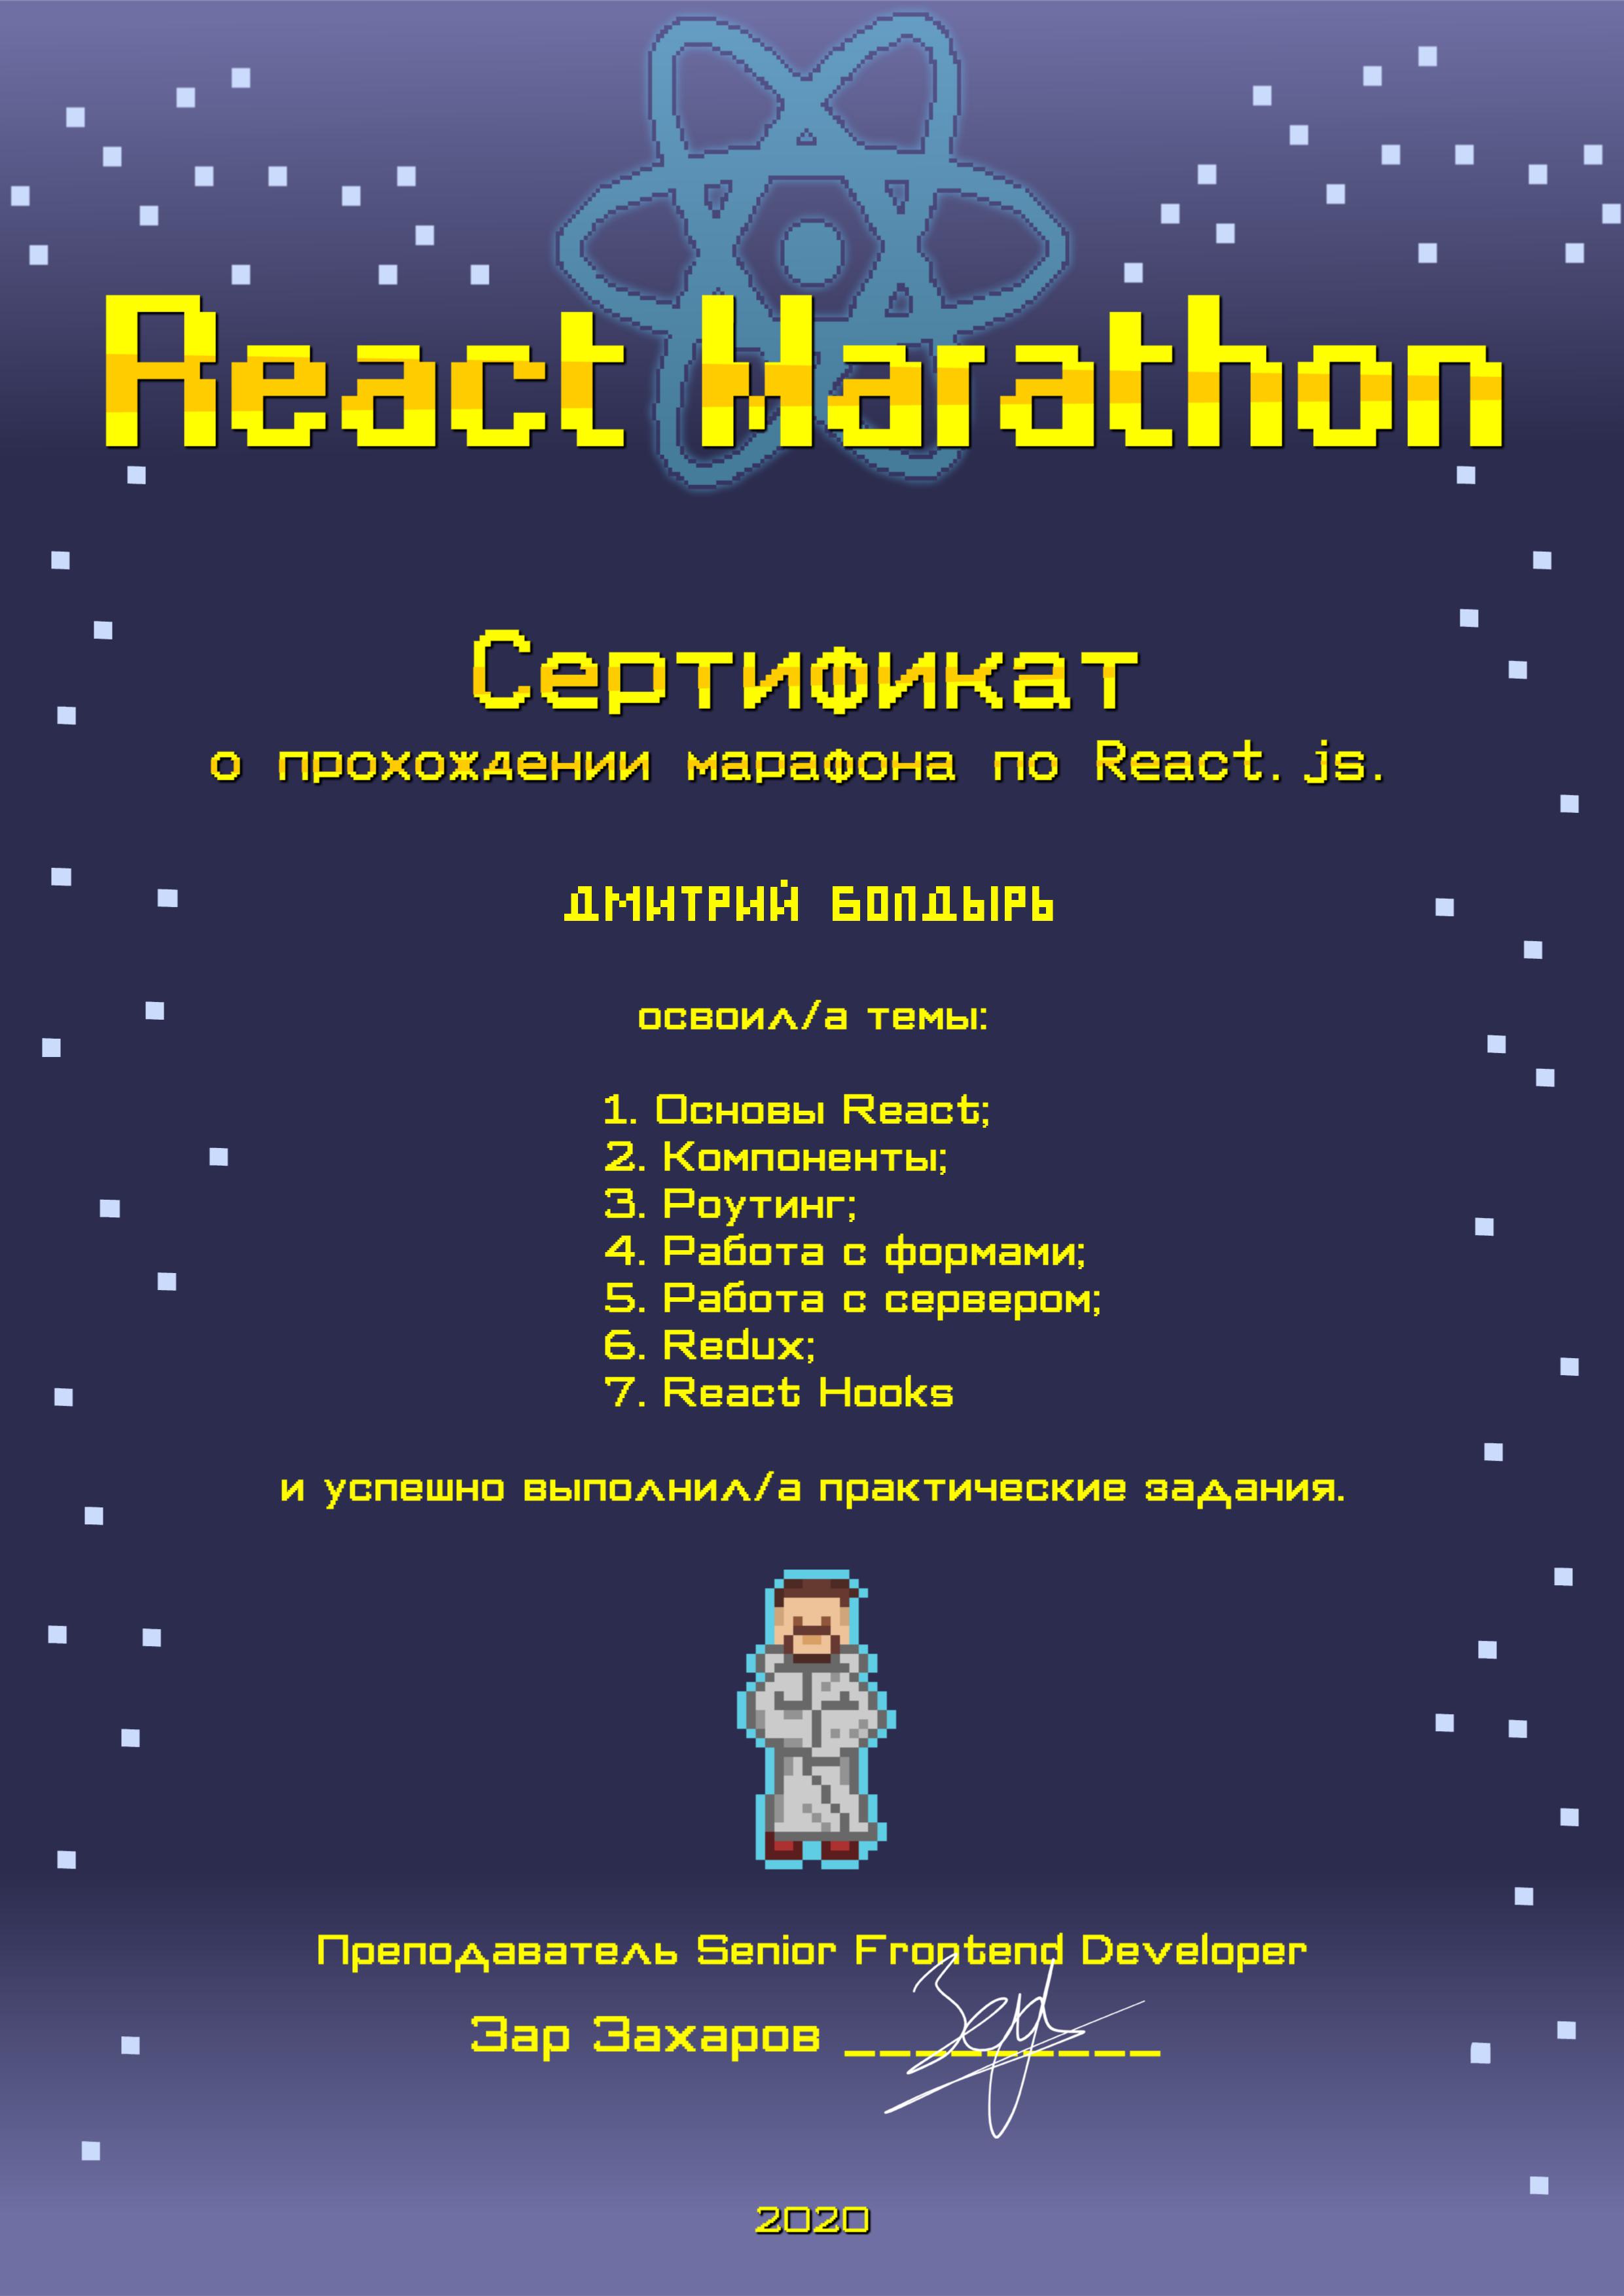 React Marathon
Сертификат
о прохождении марафона по React.js.
ДМИТРИЙ БОЛДЫРЬ
освоил/а темы:
1. Основы React;
2. Компоненты;
3. Роутинг;
4. Работа с формами;
5. Работа с сервером;
6. Redux;
7. React Hooks
и успешно выполнил/а практические задания.
Преподаватель Senior Frontend Developer
Зар Захаров _________
2020